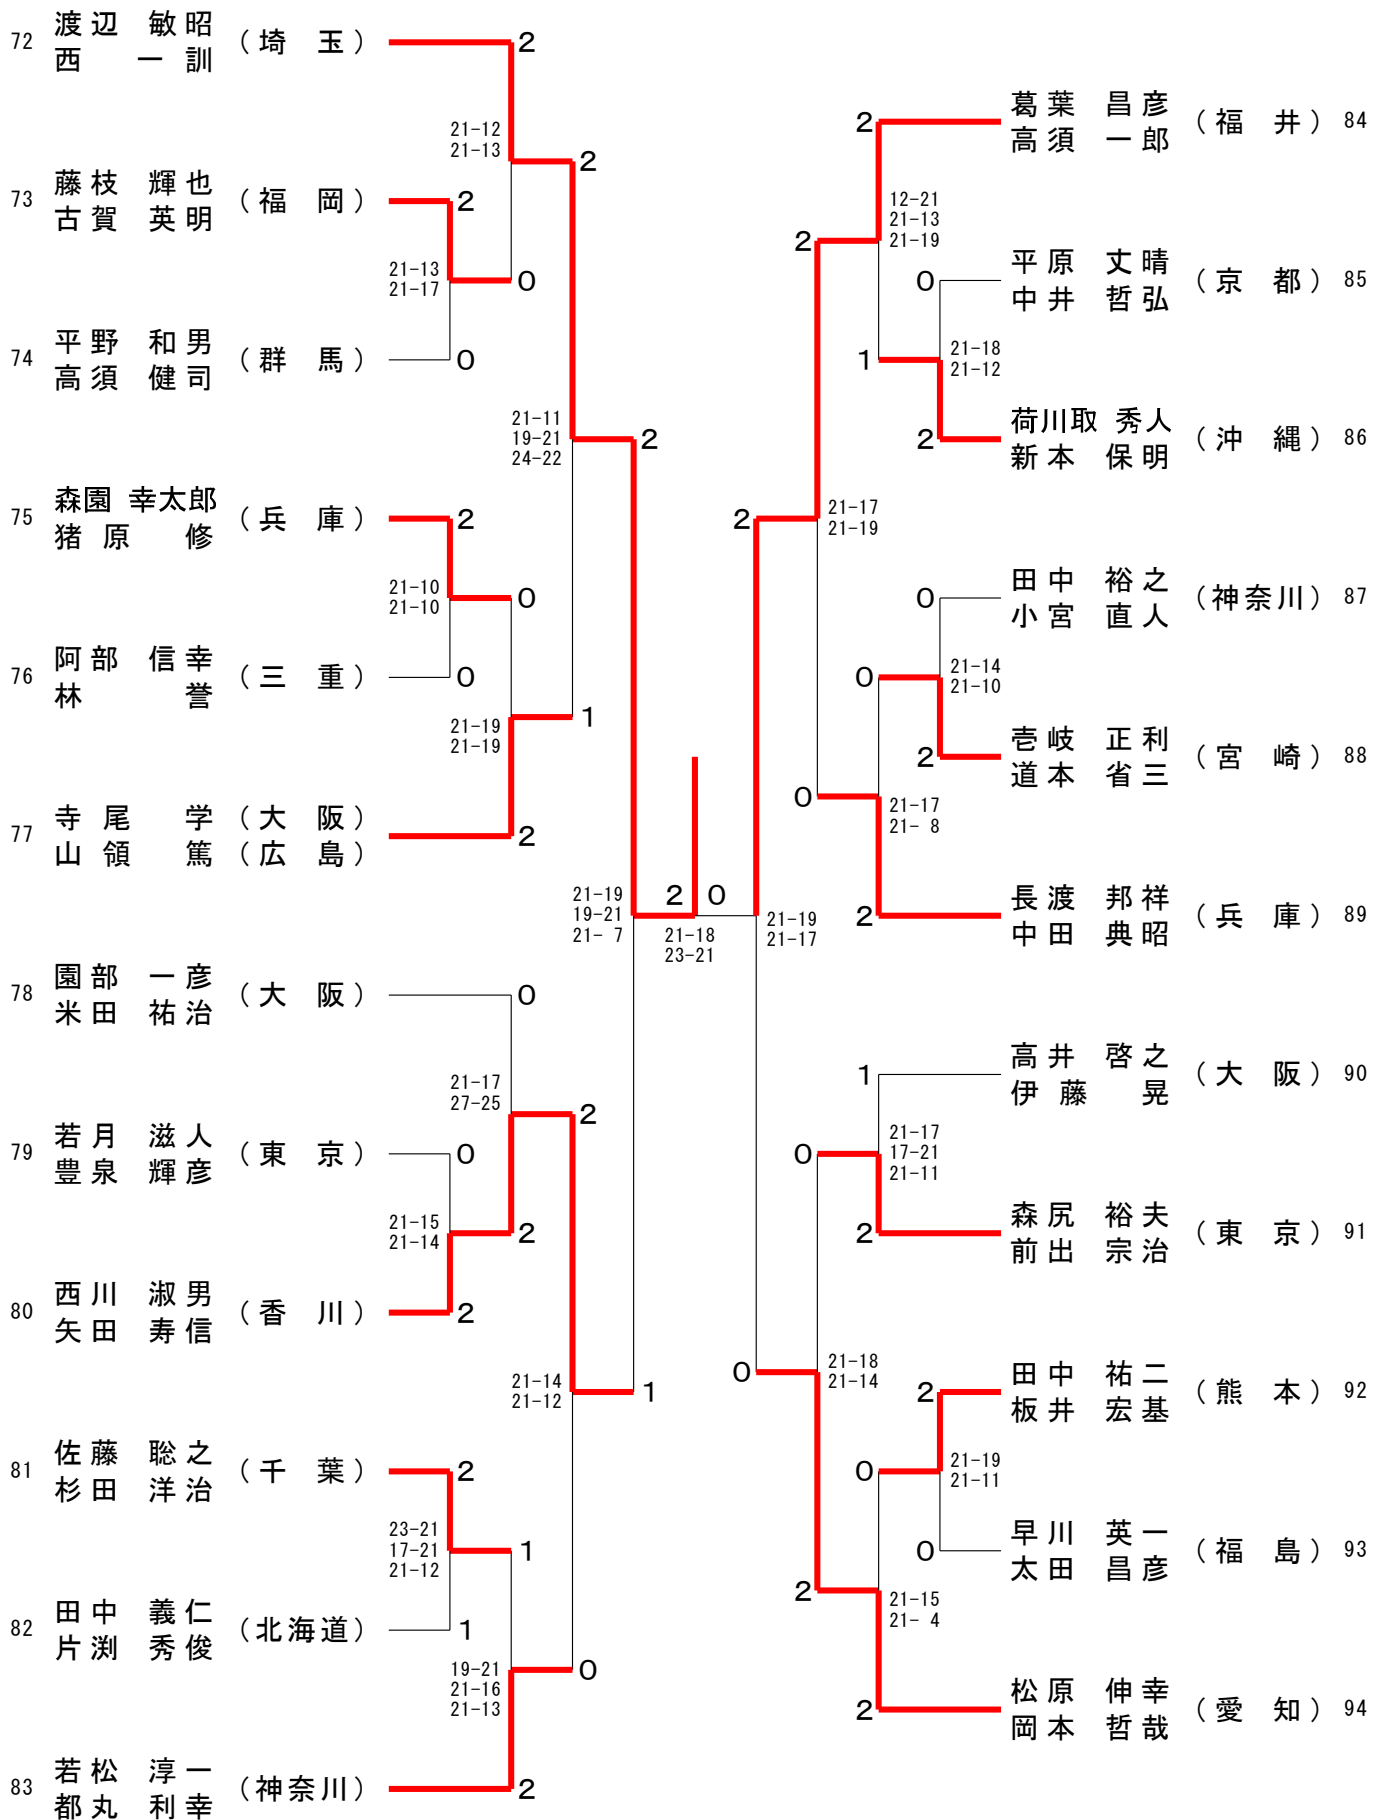 72 渡辺 敏昭 (埼 玉) 2
西 一訓
21-12
21-13
2
73 藤枝 輝也 (福 岡) 2
古賀 英明
21-13
21-17
0
74 平野 和男 (群 馬) 0
高須 健司
21-11
19-21
24-22
2
75 森園 幸太郎 (兵 庫) 2
猪原 修
21-10
21-10
0
76 阿部 信幸 (三 重) 0
林 誉
21-19
21-19
1
77 寺尾 学 (大 阪) 2
山領 篤 (広 島)
21-19
19-21
21- 7
2 0
21-18
23-21
78 園部 一彦 (大 阪) 0
米田 祐治
21-17
27-25
2
79 若月 滋人 (東 京) 0
豊泉 輝彦
21-15
21-14
2
80 西川 淑男 (香 川) 2
矢田 寿信
21-14
21-12
1
81 佐藤 聡之 (千 葉) 2
杉田 洋治
23-21
17-21
21-12
1
82 田中 義仁 (北海道) 1
片渕 秀俊
19-21
21-16
21-13
0
83 若松 淳一 (神奈川) 2
都丸 利幸
2 葛葉 昌彦 (福 井) 84
高須 一郎
12-21
21-13
21-19
2
0 平原 丈晴 (京 都) 85
中井 哲弘
21-18
21-12
1
2 荷川取 秀人 (沖 縄) 86
新本 保明
21-17
21-19
2
0 田中 裕之 (神奈川) 87
小宮 直人
21-14
21-10
0
2 壱岐 正利 (宮 崎) 88
道本 省三
21-17
21- 8
0
2 長渡 邦祥 (兵 庫) 89
中田 典昭
21-19
21-17
1 高井 啓之 (大 阪) 90
伊藤 晃
21-17
17-21
21-11
0
2 森尻 裕夫 (東 京) 91
前出 宗治
21-18
21-14
0
2 田中 祐二 (熊 本) 92
板井 宏基
21-19
21-11
0
0 早川 英一 (福 島) 93
太田 昌彦
21-15
21- 4
2
2 松原 伸幸 (愛 知) 94
岡本 哲哉